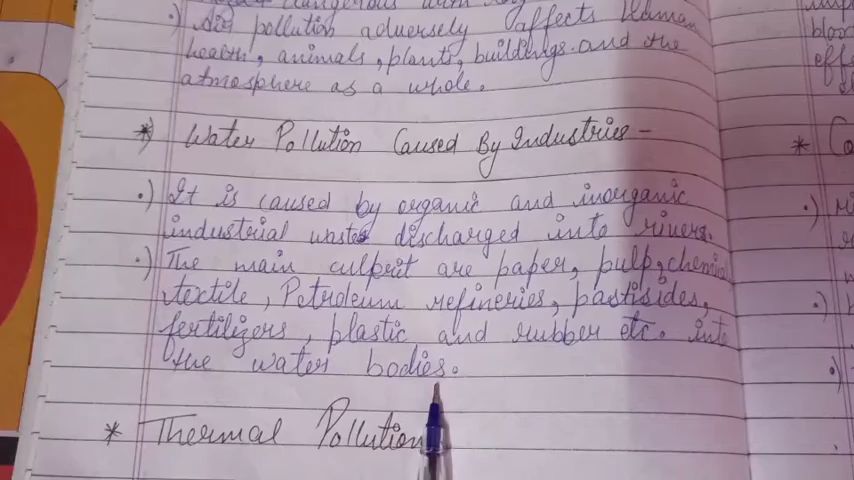 dangerous
•) Air pollution adversely affects Human
health, animals, plants, buildings and the
atmosphere as a whole.
* Water Pollution Caused By Industries –
•) It is caused by organic and inorganic
industrial wastes discharged into rivers.
•) The main culprit are paper, pulp, chemical
textile, Petroleum refineries, pastisides,
fertilizers, plastic and rubber etc. into
the water bodies.
* Thermal Pollution